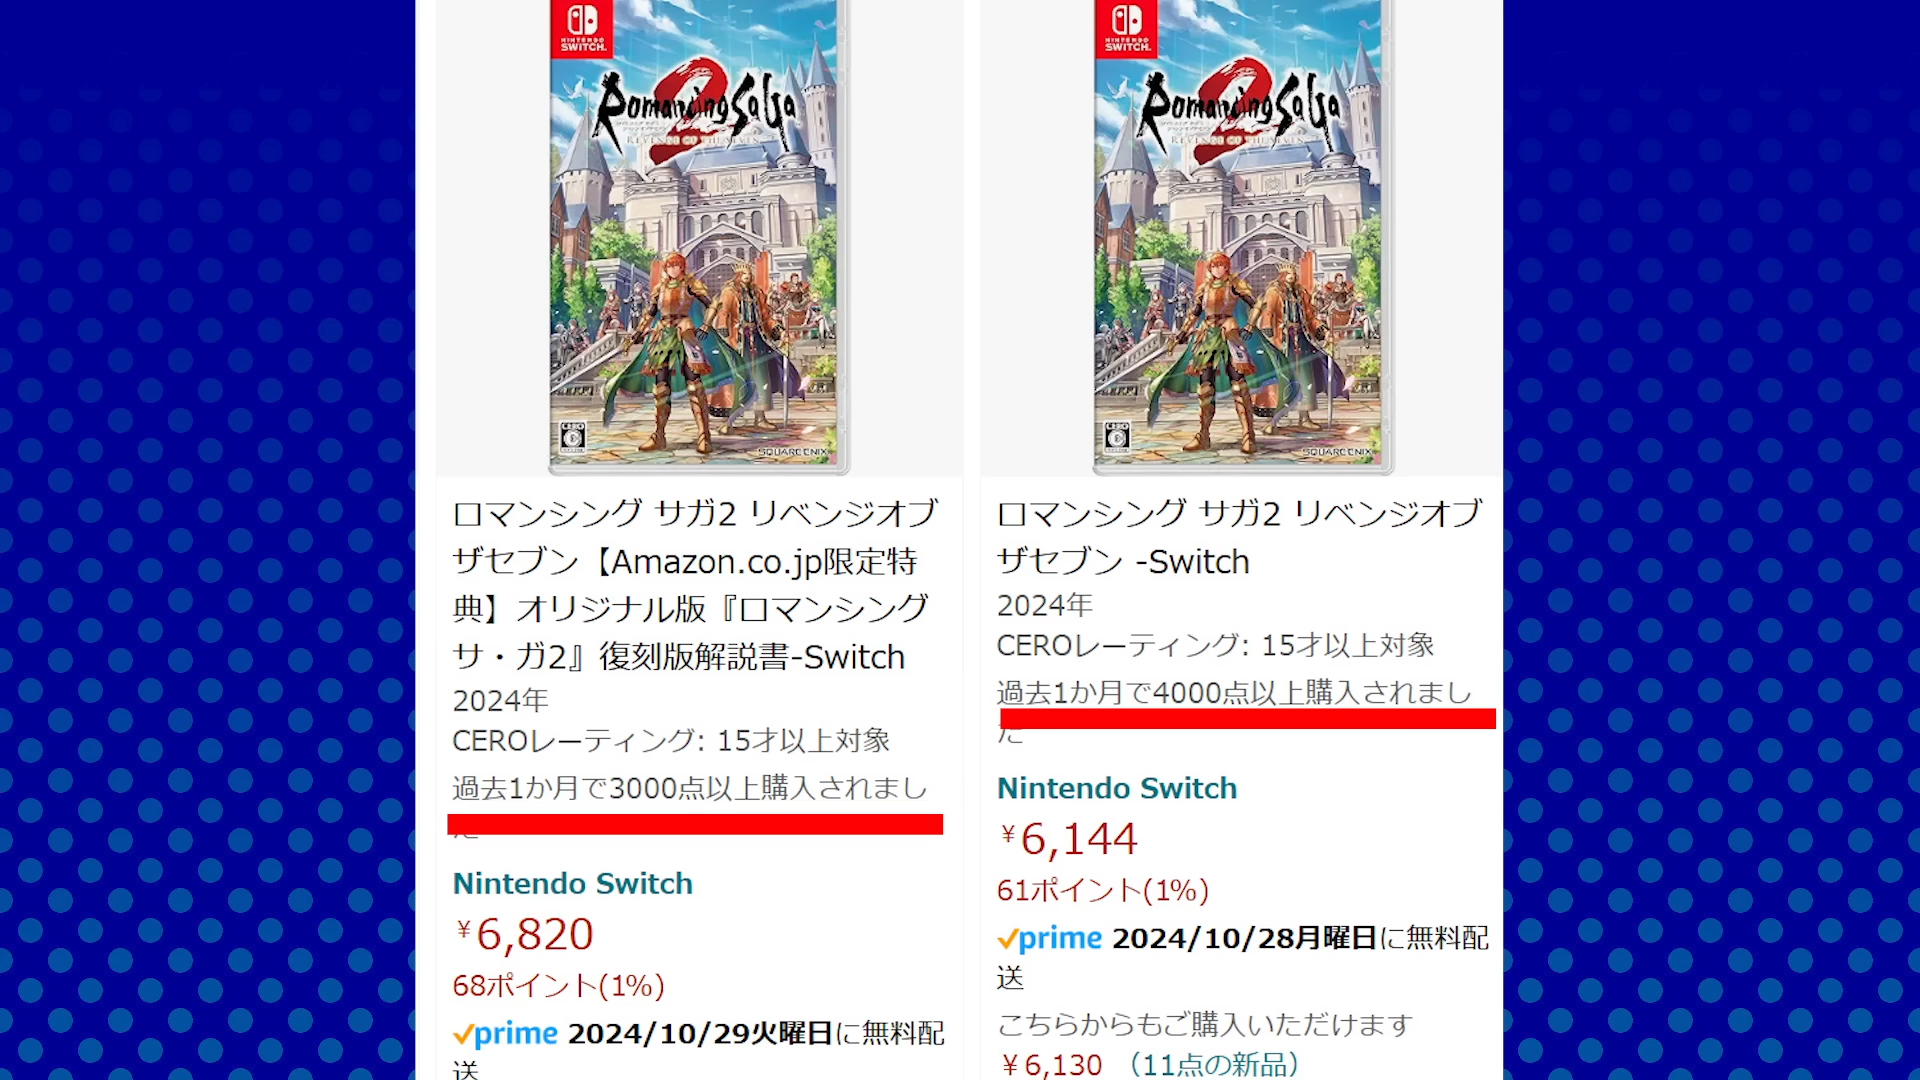 NINTENDO
SWITCH
Romancing SaGa
2
REVENGE OF THE SEVEN
CERO
C
SQUARE ENIX
ロマンシング サガ2 リベンジオブ
ザセブン【Amazon.co.jp限定特
典】オリジナル版『ロマンシング
サ・ガ2』復刻版解説書-Switch
2024年
CEROレーティング: 15才以上対象
過去1か月で3000点以上購入されまし
た
Nintendo Switch
¥6,820
68ポイント(1%)
prime 2024/10/29火曜日に無料配
送
NINTENDO
SWITCH
Romancing SaGa
2
REVENGE OF THE SEVEN
CERO
C
SQUARE ENIX
ロマンシング サガ2 リベンジオブ
ザセブン -Switch
2024年
CEROレーティング: 15才以上対象
過去1か月で4000点以上購入されまし
た
Nintendo Switch
¥6,144
61ポイント(1%)
prime 2024/10/28月曜日に無料配
送
こちらからもご購入いただけます
¥6,130 (11点の新品)